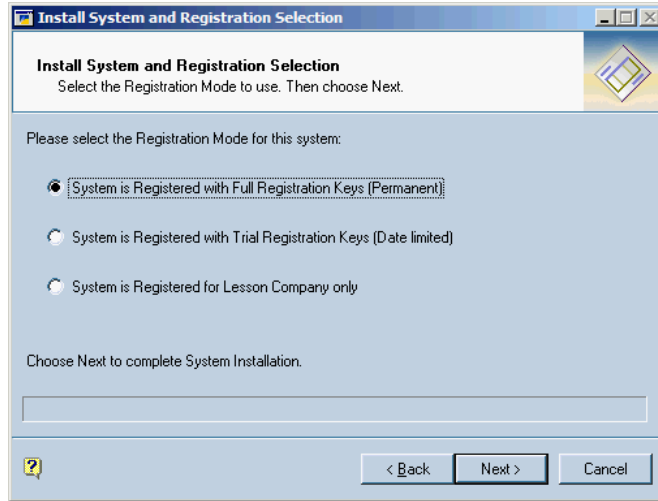 Install System and Registration Selection
Install System and Registration Selection
Select the Registration Mode to use. Then choose Next.
Please select the Registration Mode for this system:
System is Registered with Full Registration Keys (Permanent)
System is Registered with Trial Registration Keys (Date limited)
System is Registered for Lesson Company only
Choose Next to complete System Installation.
< Back Next > Cancel